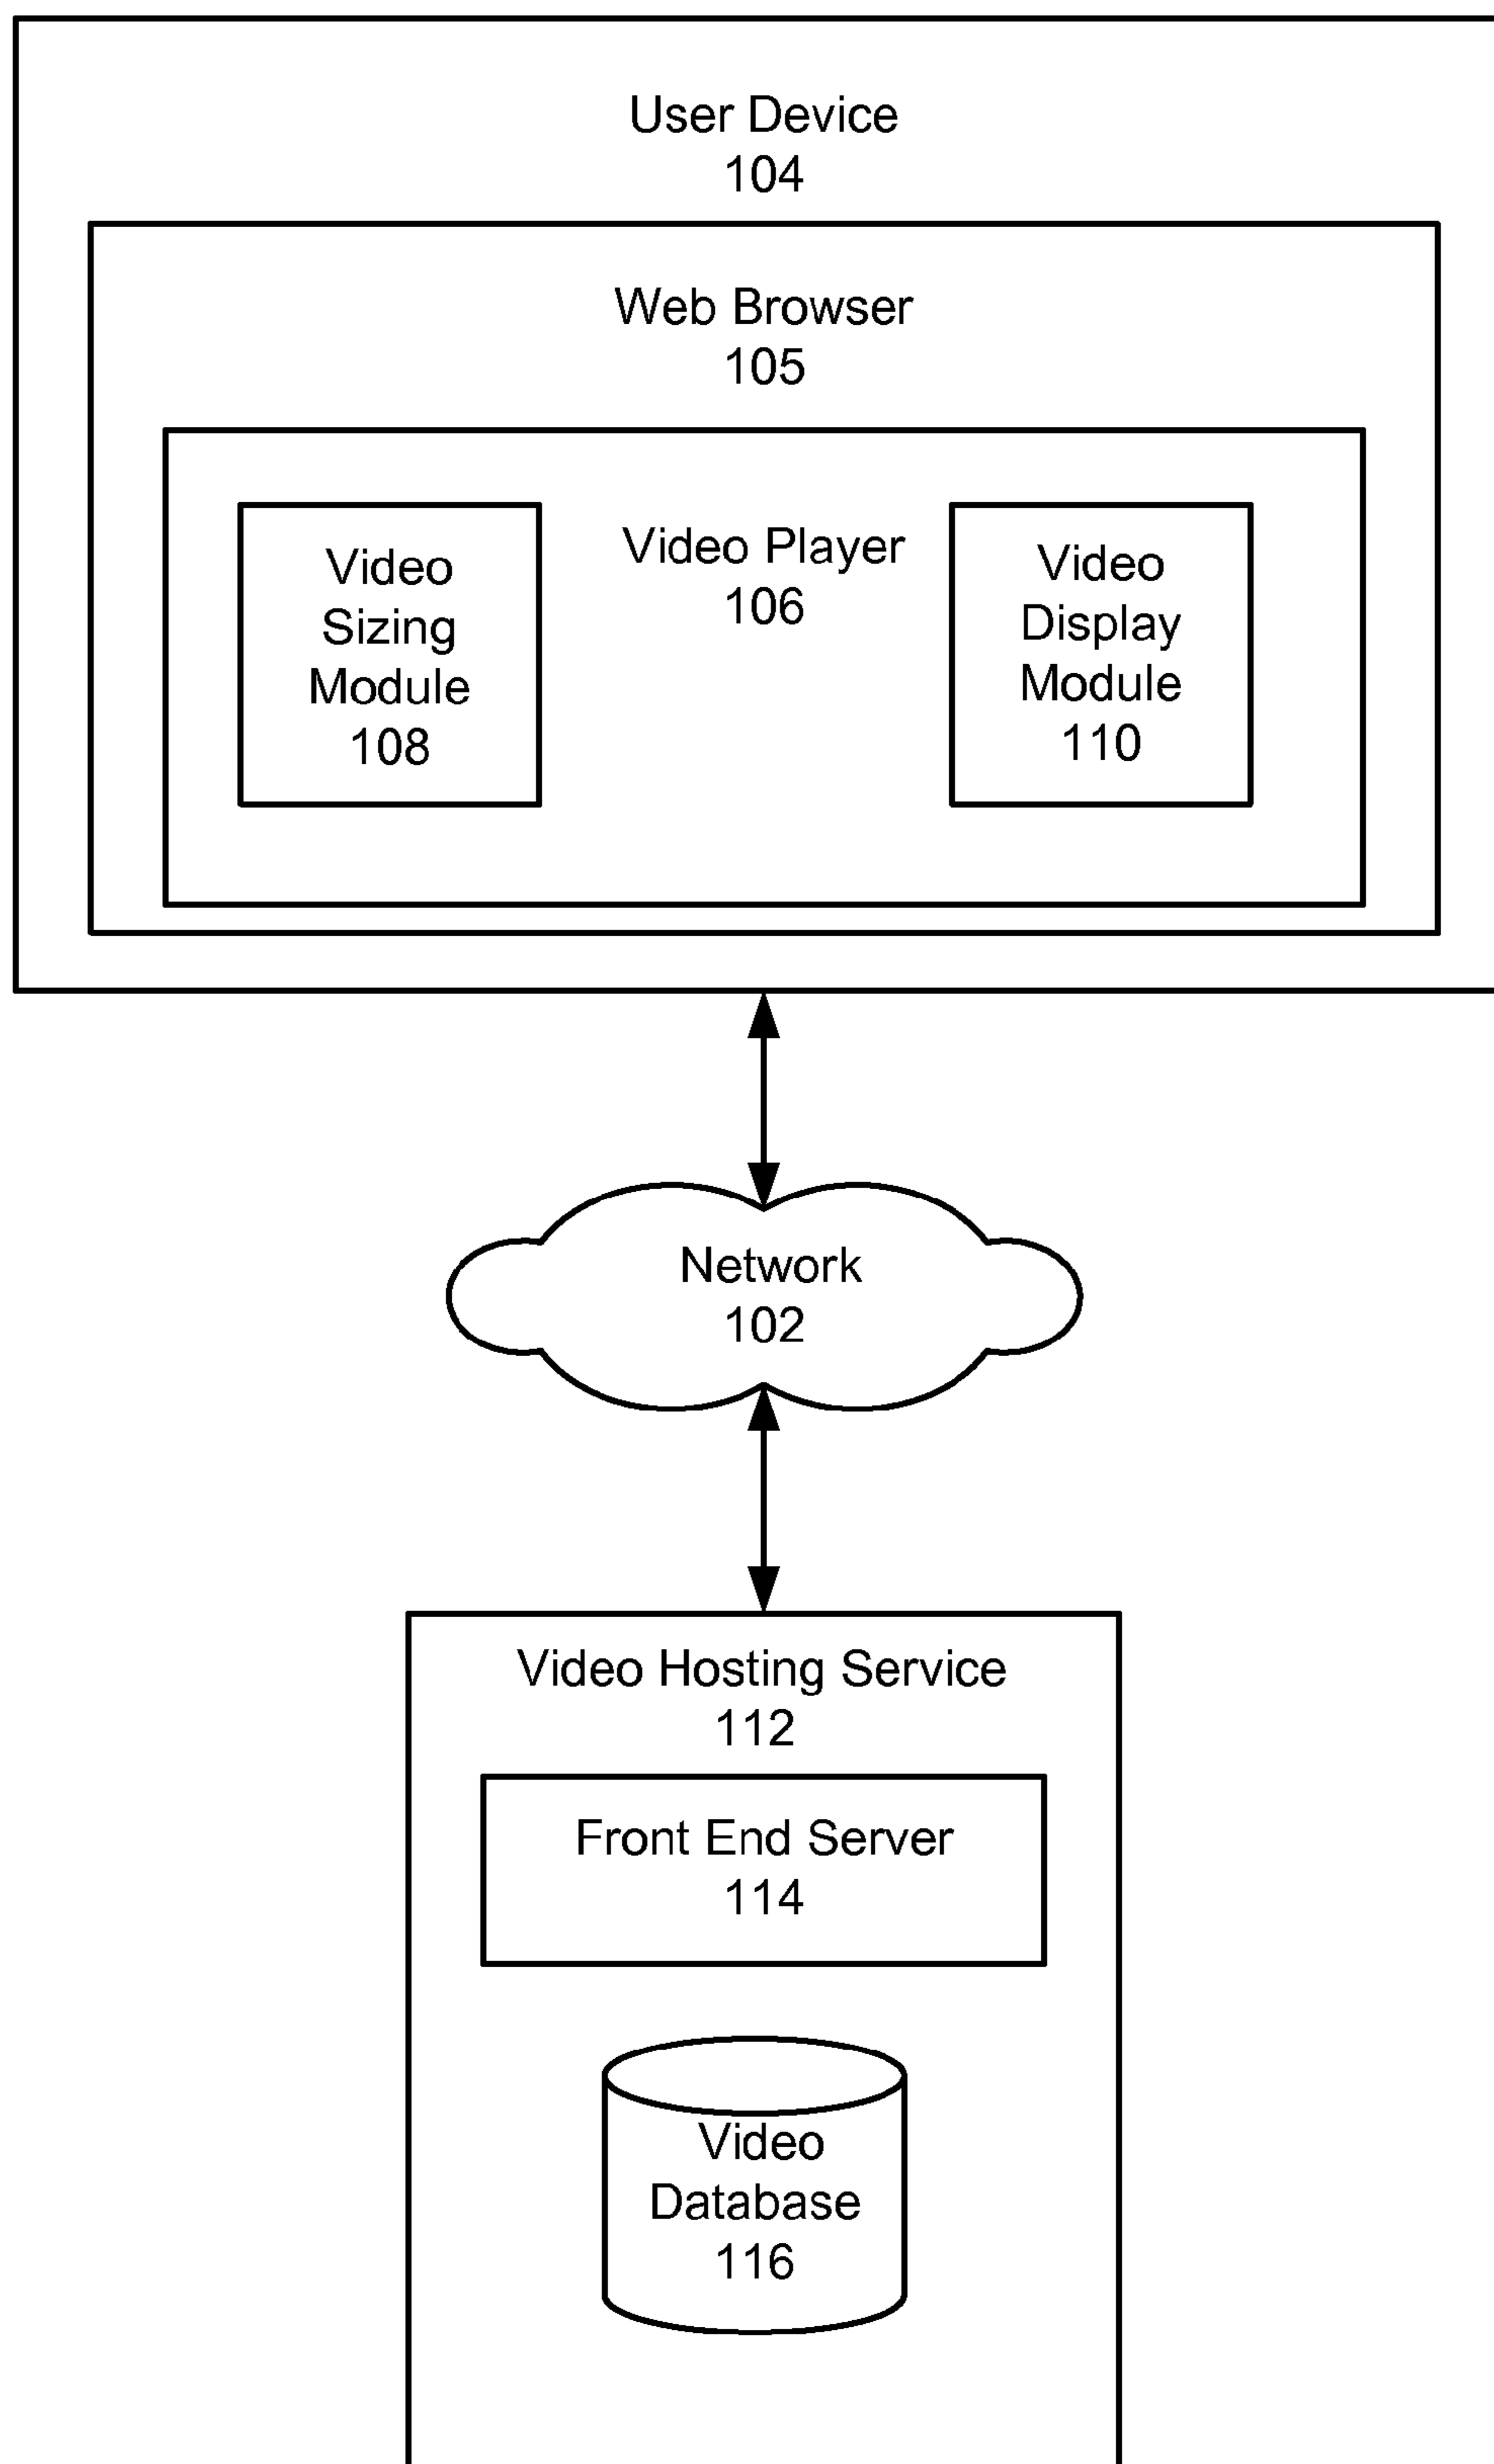 User Device
104
Web Browser
105
Video Player
106
Video
Sizing
Module
108
Video
Display
Module
110
Network
102
Video Hosting Service
112
Front End Server
114
Video
Database
116